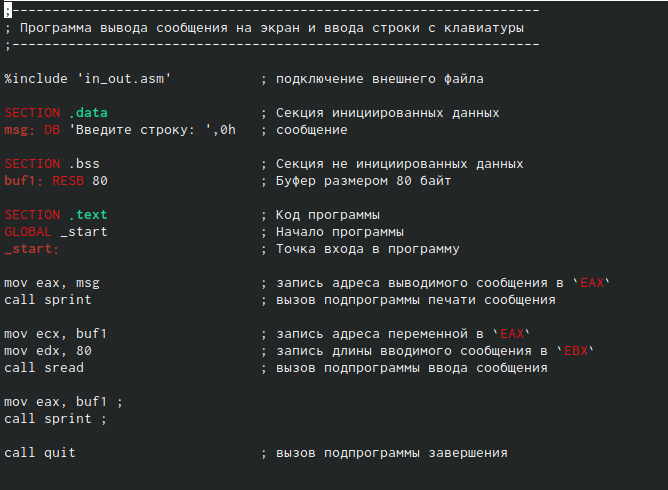 ;------------------------------------------------------------------
; Программа вывода сообщения на экран и ввода строки с клавиатуры
;------------------------------------------------------------------
%include 'in_out.asm' ; подключение внешнего файла
SECTION .data ; Секция инициированных данных
msg: DB 'Введите строку: ',0h ; сообщение
SECTION .bss ; Секция не инициированных данных
buf1: RESB 80 ; Буфер размером 80 байт
SECTION .text ; Код программы
GLOBAL _start ; Начало программы
_start: ; Точка входа в программу
mov eax, msg ; запись адреса выводимого сообщения в `EAX`
call sprint ; вызов подпрограммы печати сообщения
mov ecx, buf1 ; запись адреса переменной в `EAX`
mov edx, 80 ; запись длины вводимого сообщения в `EBX`
call sread ; вызов подпрограммы ввода сообщения
mov eax, buf1 ;
call sprint ;
call quit ; вызов подпрограммы завершения